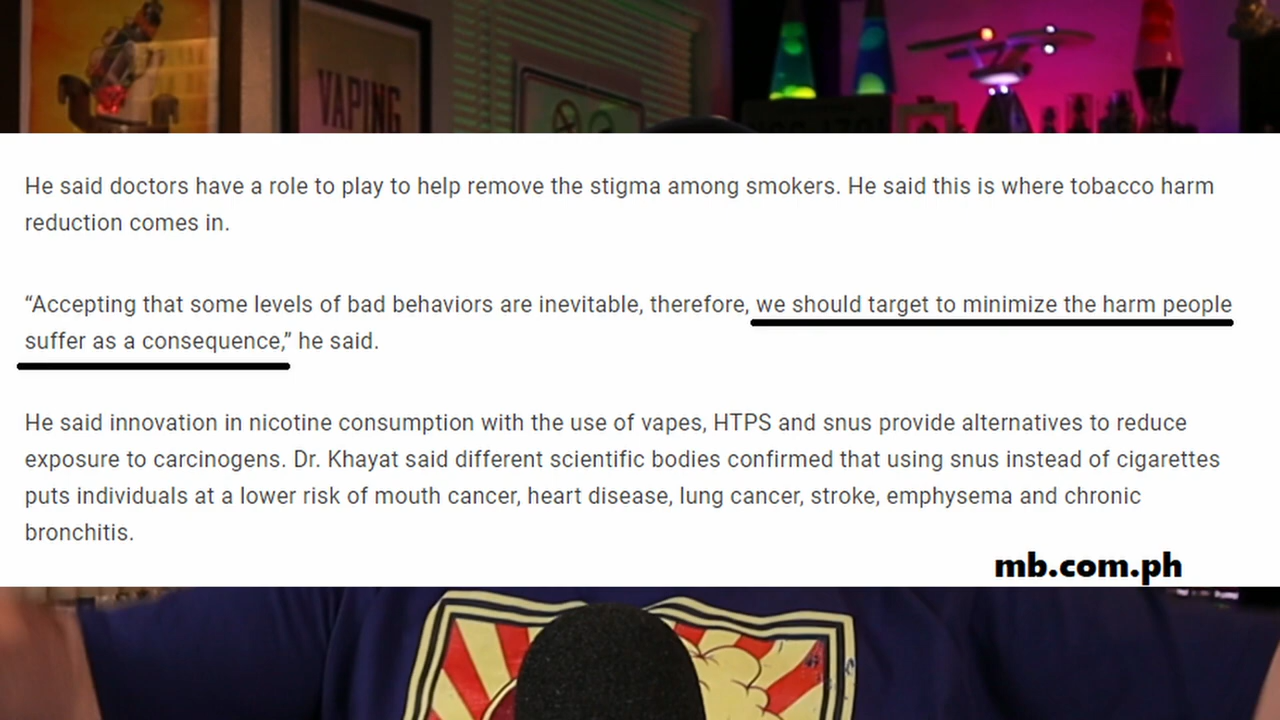 VAPING
He said doctors have a role to play to help remove the stigma among smokers. He said this is where tobacco harm
reduction comes in.
“Accepting that some levels of bad behaviors are inevitable, therefore, we should target to minimize the harm people
suffer as a consequence,” he said.
He said innovation in nicotine consumption with the use of vapes, HTPS and snus provide alternatives to reduce
exposure to carcinogens. Dr. Khayat said different scientific bodies confirmed that using snus instead of cigarettes
puts individuals at a lower risk of mouth cancer, heart disease, lung cancer, stroke, emphysema and chronic
bronchitis.
mb.com.ph